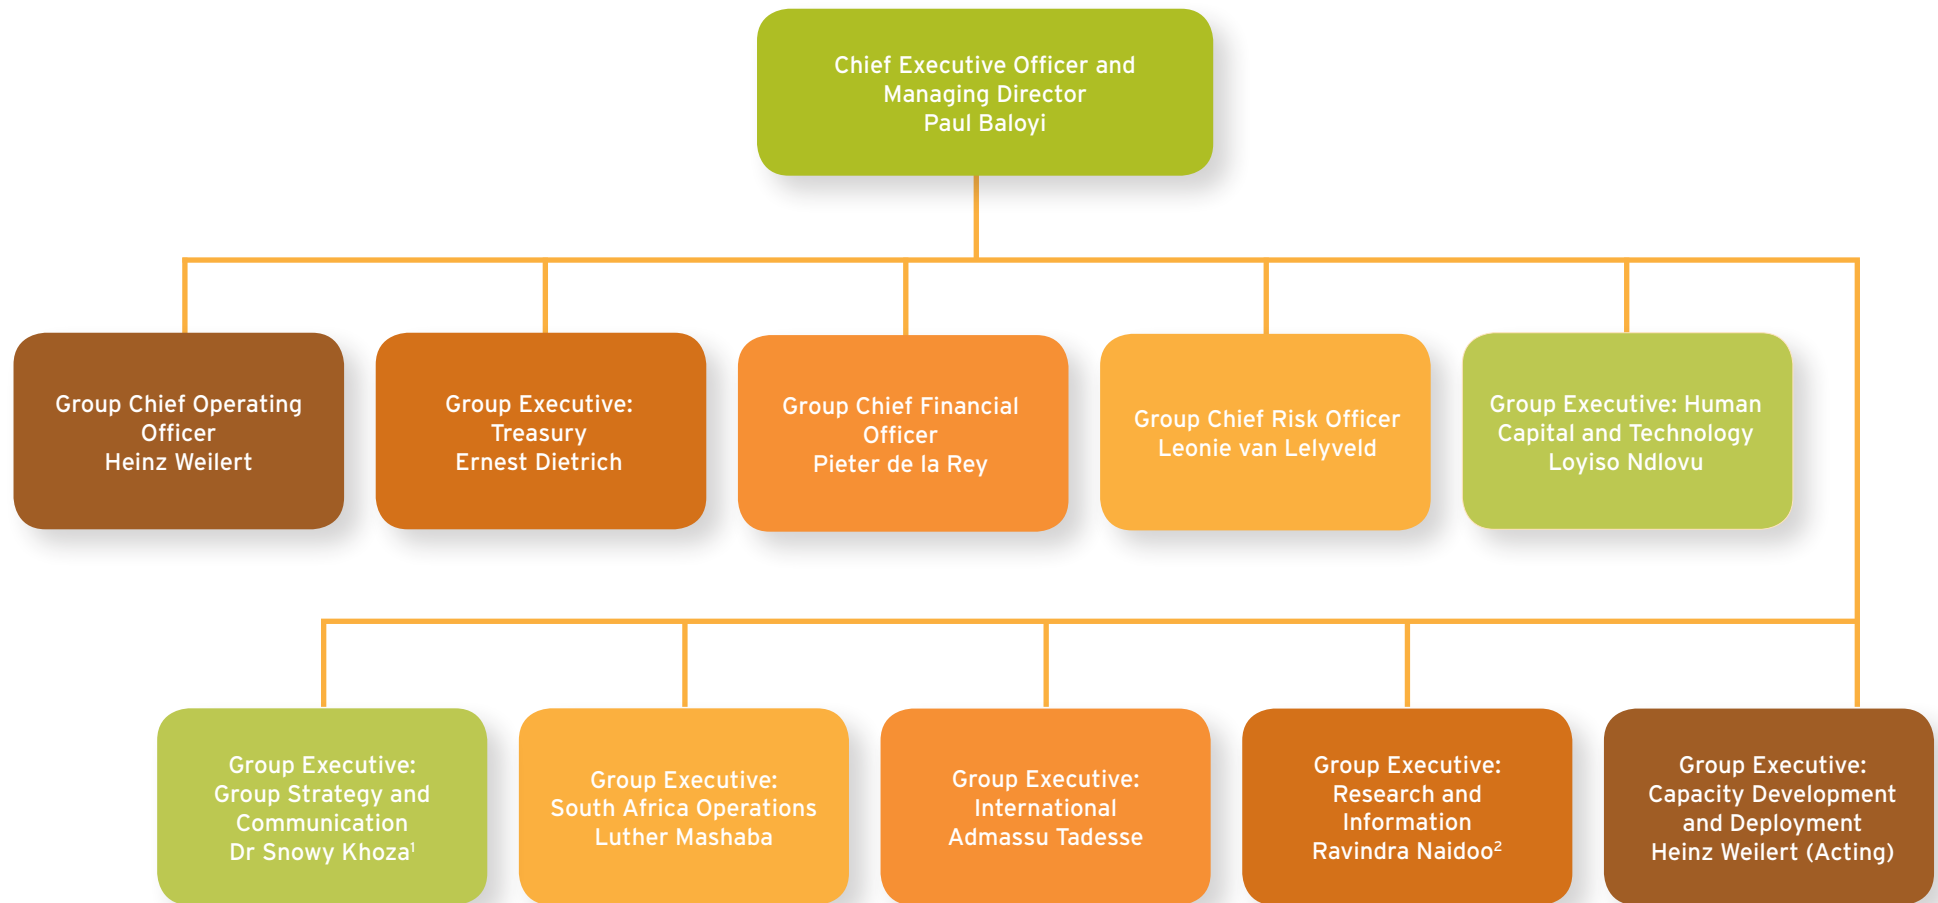 Chief Executive Officer and
Managing Director
Paul Baloyi
Group Chief Operating
Officer
Heinz Weilert
Group Executive:
Treasury
Ernest Dietrich
Group Chief Financial
Officer
Pieter de la Rey
Group Chief Risk Officer
Leonie van Lelyveld
Group Executive: Human
Capital and Technology
Loyiso Ndlovu
Group Executive:
Group Strategy and
Communication
Dr Snowy Khoza¹
Group Executive:
South Africa Operations
Luther Mashaba
Group Executive:
International
Admassu Tadesse
Group Executive:
Research and
Information
Ravindra Naidoo²
Group Executive:
Capacity Development
and Deployment
Heinz Weilert (Acting)